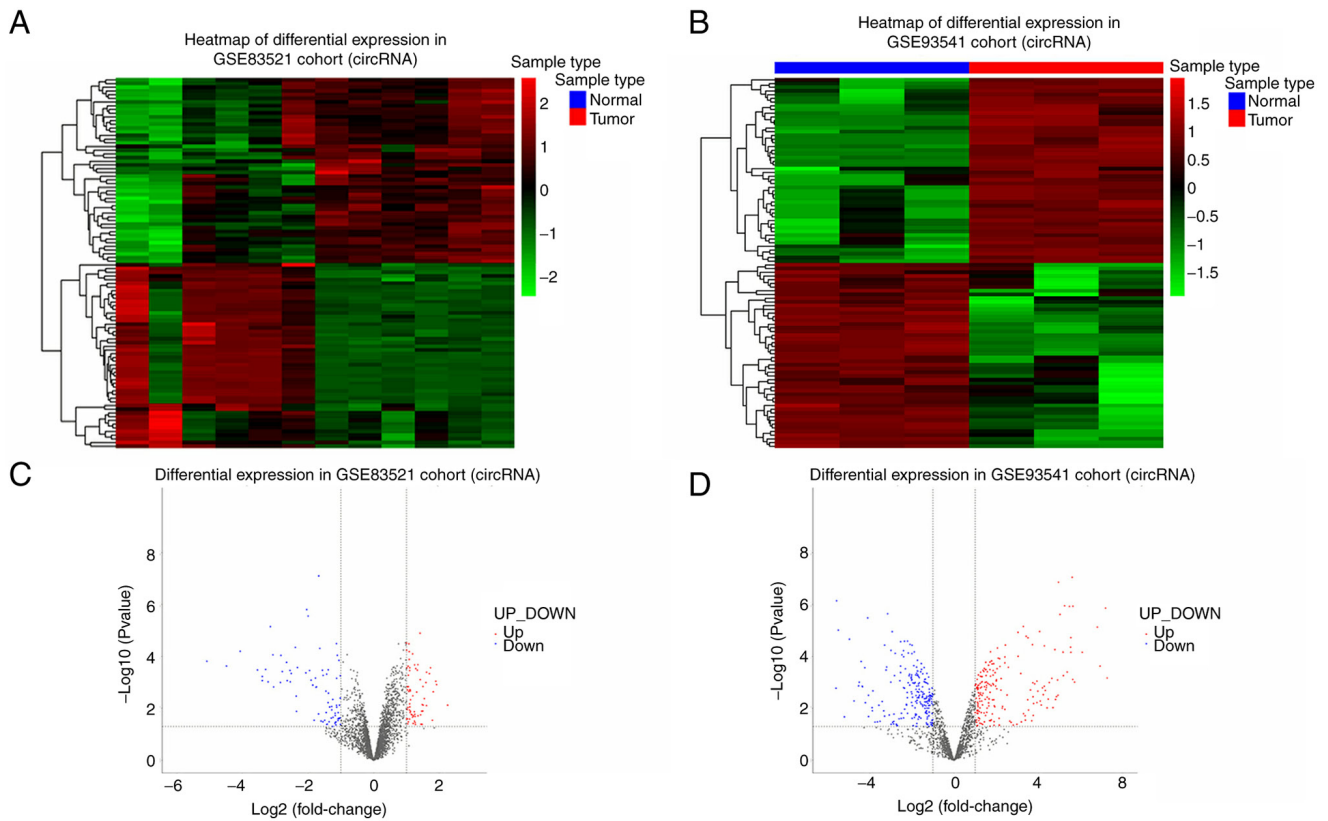 A
Heatmap of differential expression in
GSE83521 cohort (circRNA)
Sample type
Sample type
Normal
Tumor
2
1
0
−1
−2
B
Heatmap of differential expression in
GSE93541 cohort (circRNA)
Sample type
Sample type
Normal
Tumor
1.5
1
0.5
0
−0.5
−1
−1.5
C
Differential expression in GSE83521 cohort (circRNA)
−Log10 (Pvalue)
8
6
4
2
0
−6 −4 −2 0 2
Log2 (fold-change)
UP_DOWN
Up
Down
D
Differential expression in GSE93541 cohort (circRNA)
−Log10 (Pvalue)
8
6
4
2
0
−4 0 4 8
Log2 (fold-change)
UP_DOWN
Up
Down